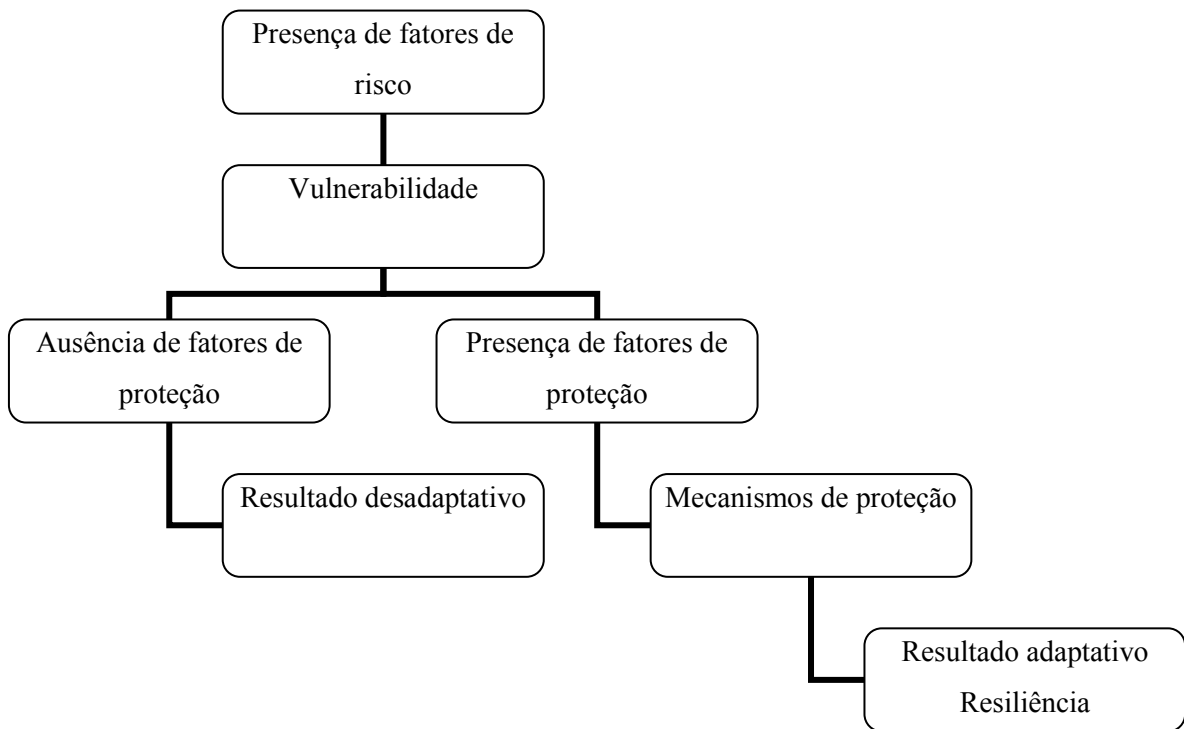 Presença de fatores de
risco
Vulnerabilidade
Ausência de fatores de
proteção
Presença de fatores de
proteção
Resultado desadaptativo
Mecanismos de proteção
Resultado adaptativo
Resiliência